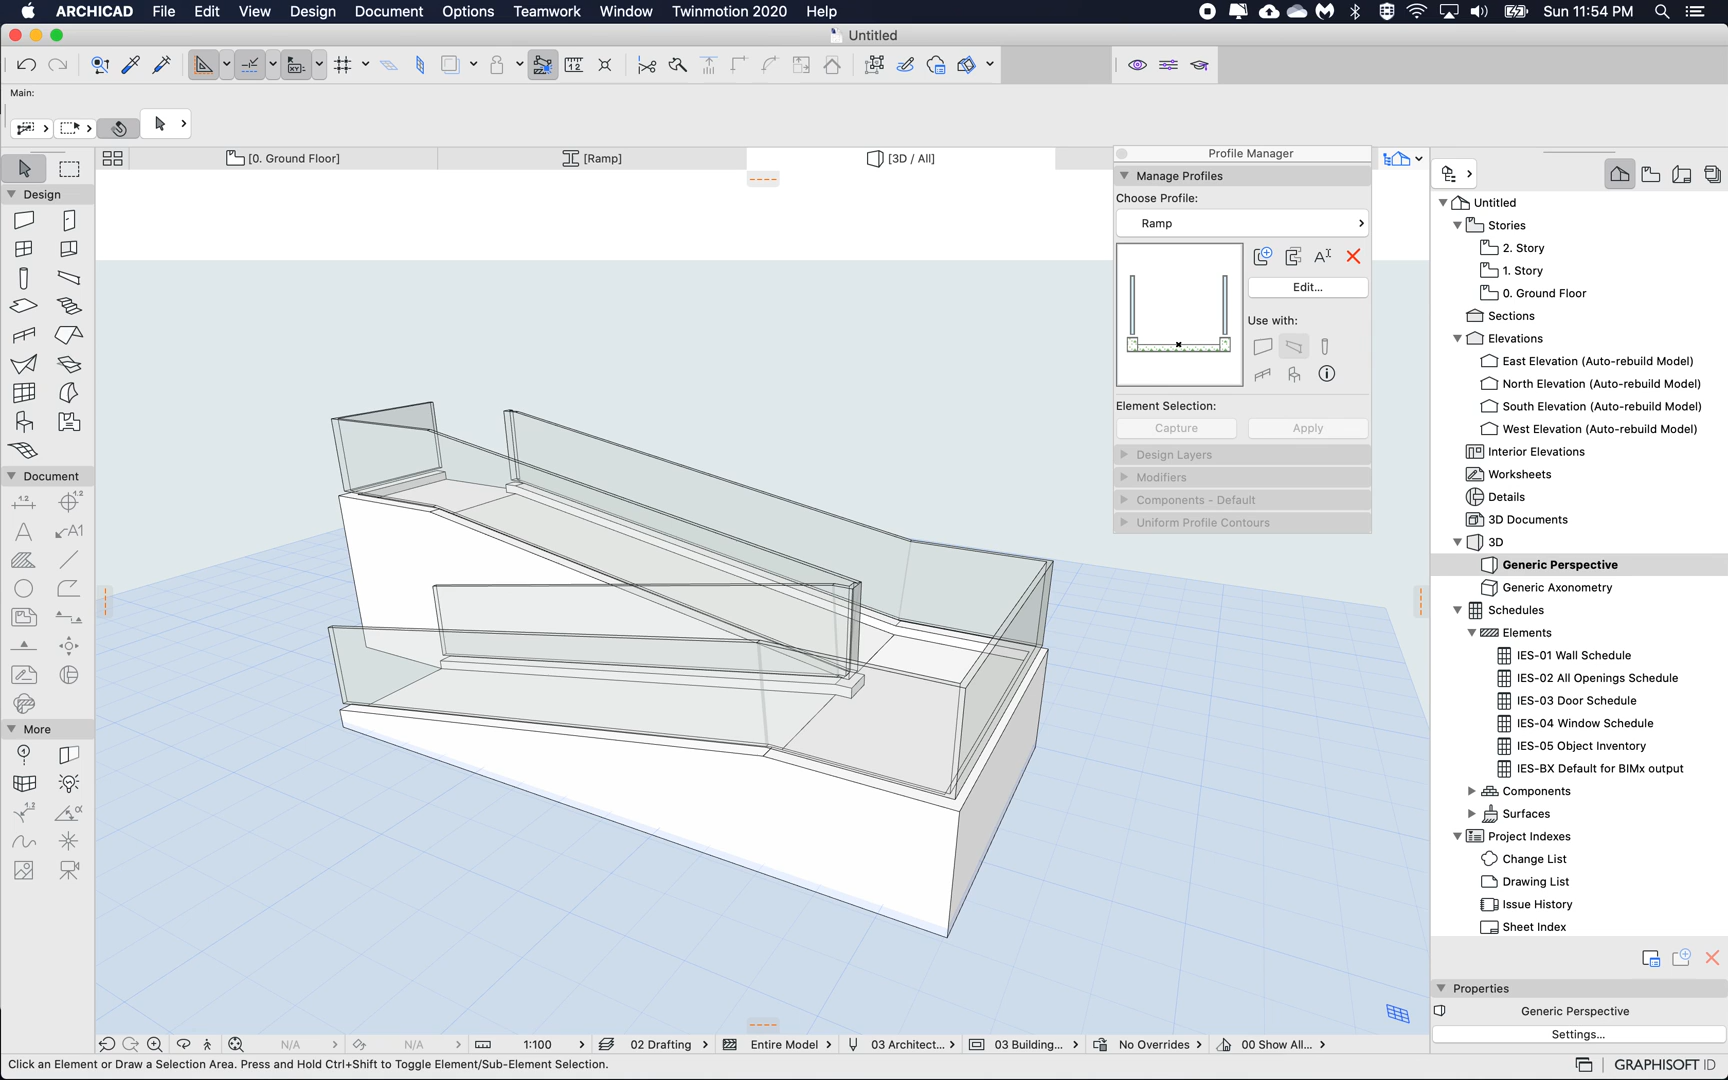 ARCHICAD File Edit View Design Document Options Teamwork Window Twinmotion 2020 Help Sun 11:54 PM
Untitled
Main:
[0. Ground Floor] [Ramp] [3D / All]
Design
Document
More
Profile Manager
Manage Profiles
Choose Profile:
Ramp
Edit...
Use with:
Element Selection:
Capture Apply
Design Layers
Modifiers
Components - Default
Uniform Profile Contours
Untitled
Stories
2. Story
1. Story
0. Ground Floor
Sections
Elevations
East Elevation (Auto-rebuild Model)
North Elevation (Auto-rebuild Model)
South Elevation (Auto-rebuild Model)
West Elevation (Auto-rebuild Model)
Interior Elevations
Worksheets
Details
3D Documents
3D
Generic Perspective
Generic Axonometry
Schedules
Elements
IES-01 Wall Schedule
IES-02 All Openings Schedule
IES-03 Door Schedule
IES-04 Window Schedule
IES-05 Object Inventory
IES-BX Default for BIMx output
Components
Surfaces
Project Indexes
Change List
Drawing List
Issue History
Sheet Index
Properties
Generic Perspective
Settings...
N/A N/A 1:100 02 Drafting Entire Model 03 Architect... 03 Building... No Overrides 00 Show All...
Click an Element or Draw a Selection Area. Press and Hold Ctrl+Shift to Toggle Element/Sub-Element Selection. GRAPHISOFT ID